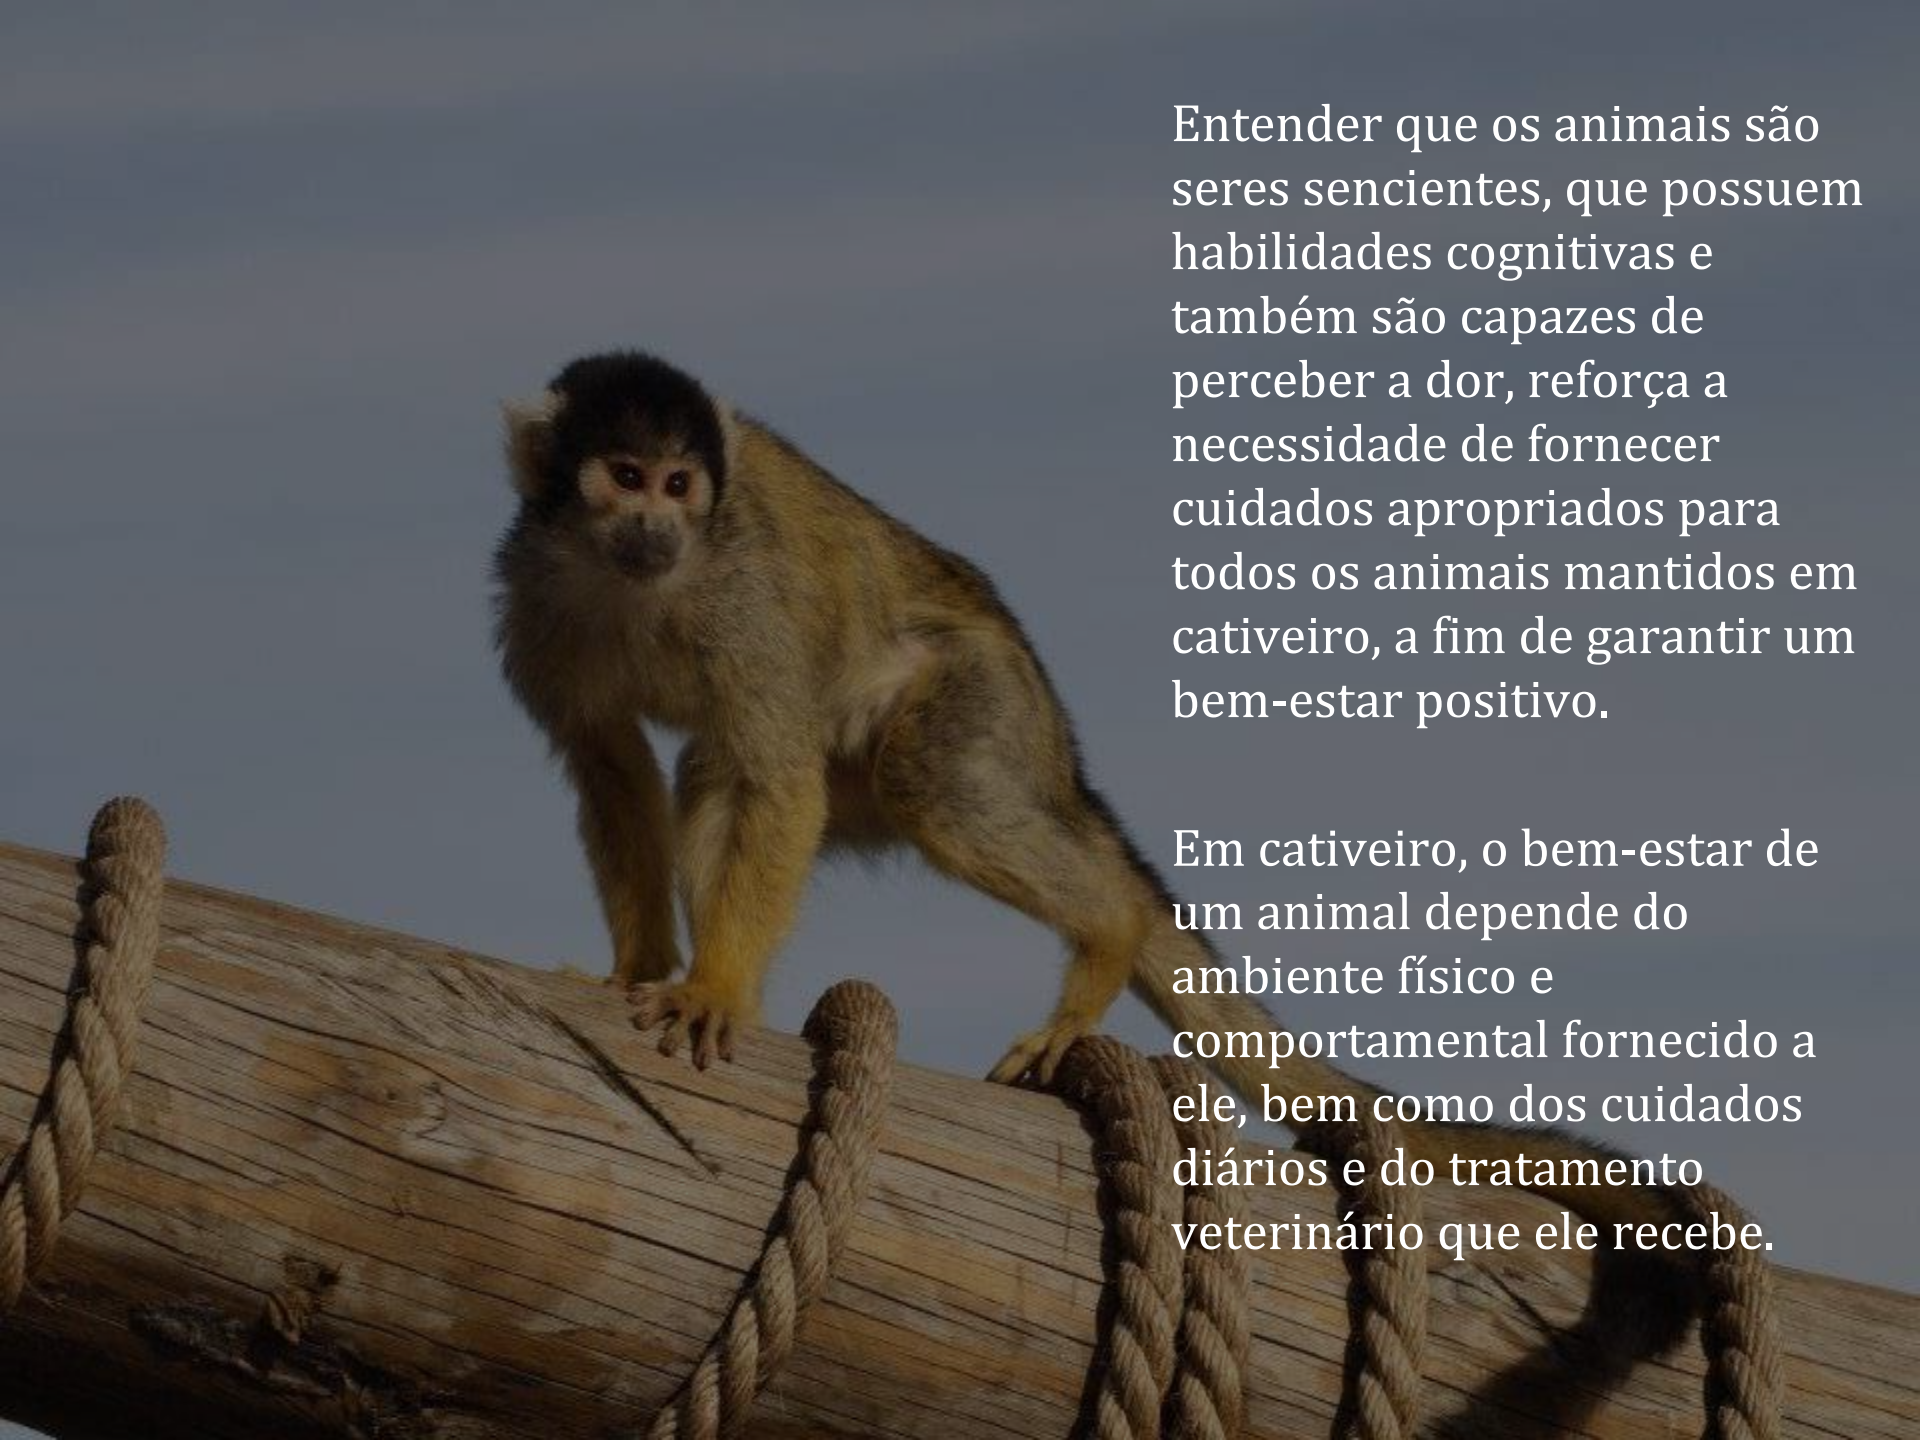 Entender que os animais são
seres sencientes, que possuem
habilidades cognitivas e
também são capazes de
perceber a dor, reforça a
necessidade de fornecer
cuidados apropriados para
todos os animais mantidos em
cativeiro, a fim de garantir um
bem-estar positivo.
Em cativeiro, o bem-estar de
um animal depende do
ambiente físico e
comportamental fornecido a
ele, bem como dos cuidados
diários e do tratamento
veterinário que ele recebe.